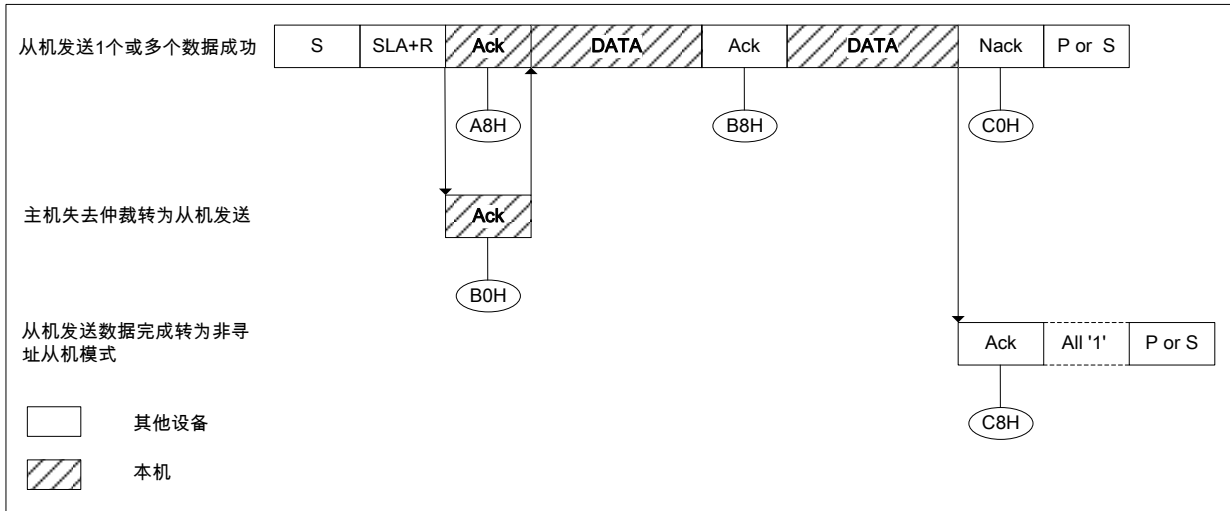 从机发送1个或多个数据成功
S
SLA+R
Ack
DATA
Ack
DATA
Nack
P or S
A8H
B8H
C0H
主机失去仲裁转为从机发送
Ack
B0H
从机发送数据完成转为非寻
址从机模式
Ack
All '1'
P or S
C8H
其他设备
本机